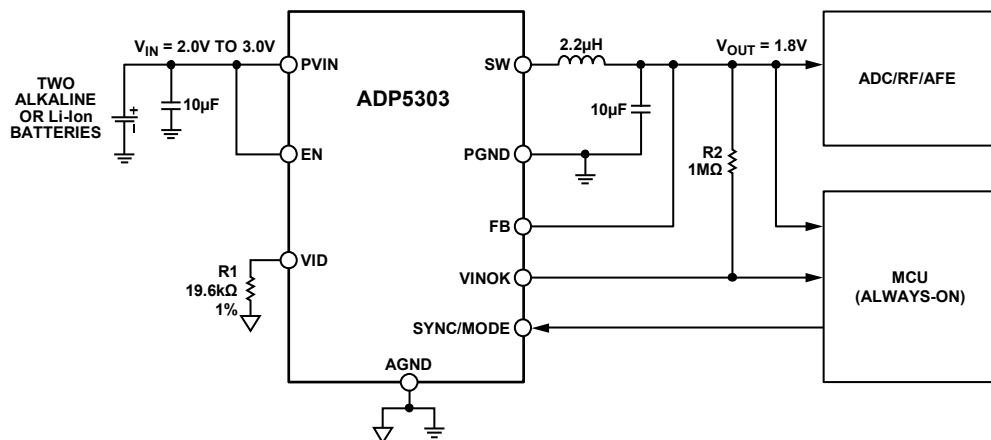 V_IN = 2.0V TO 3.0V
TWO
ALKALINE
OR Li-Ion
BATTERIES
+
–
10µF
PVIN
EN
VID
R1
19.6kΩ
1%
ADP5303
AGND
SW
PGND
FB
VINOK
SYNC/MODE
2.2µH
10µF
V_OUT = 1.8V
R2
1MΩ
ADC/RF/AFE
MCU
(ALWAYS-ON)